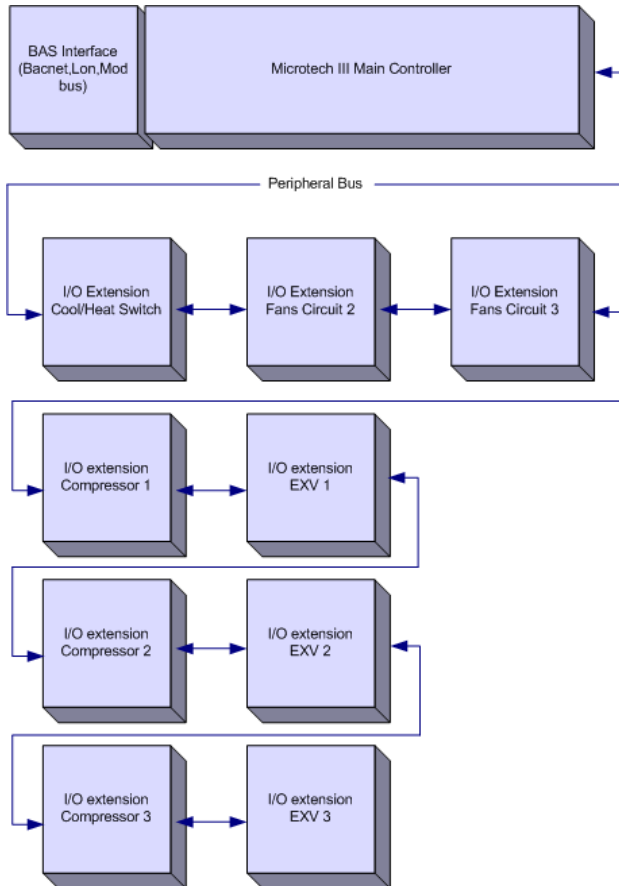 BAS Interface
(Bacnet,Lon,Mod
bus)
Microtech III Main Controller
Peripheral Bus
I/O Extension
Cool/Heat Switch
I/O Extension
Fans Circuit 2
I/O Extension
Fans Circuit 3
I/O extension
Compressor 1
I/O extension
EXV 1
I/O extension
Compressor 2
I/O extension
EXV 2
I/O extension
Compressor 3
I/O extension
EXV 3